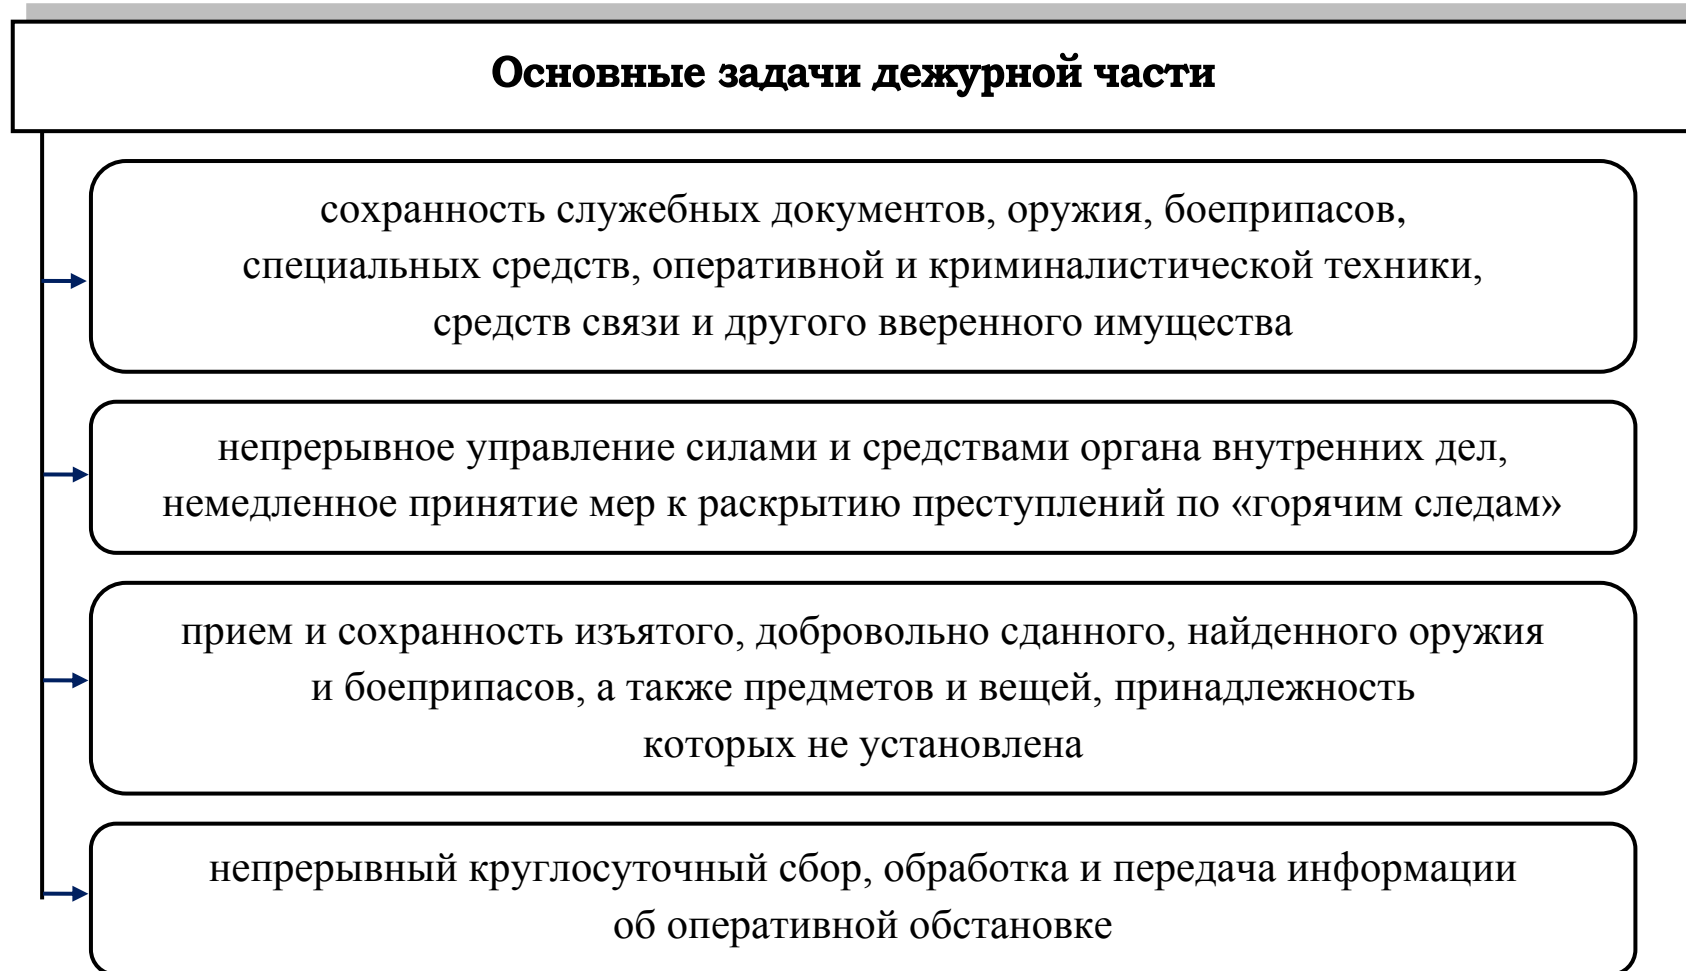 Основные задачи дежурной части
сохранность служебных документов, оружия, боеприпасов,
специальных средств, оперативной и криминалистической техники,
средств связи и другого вверенного имущества
непрерывное управление силами и средствами органа внутренних дел,
немедленное принятие мер к раскрытию преступлений по «горячим следам»
прием и сохранность изъятого, добровольно сданного, найденного оружия
и боеприпасов, а также предметов и вещей, принадлежность
которых не установлена
непрерывный круглосуточный сбор, обработка и передача информации
об оперативной обстановке